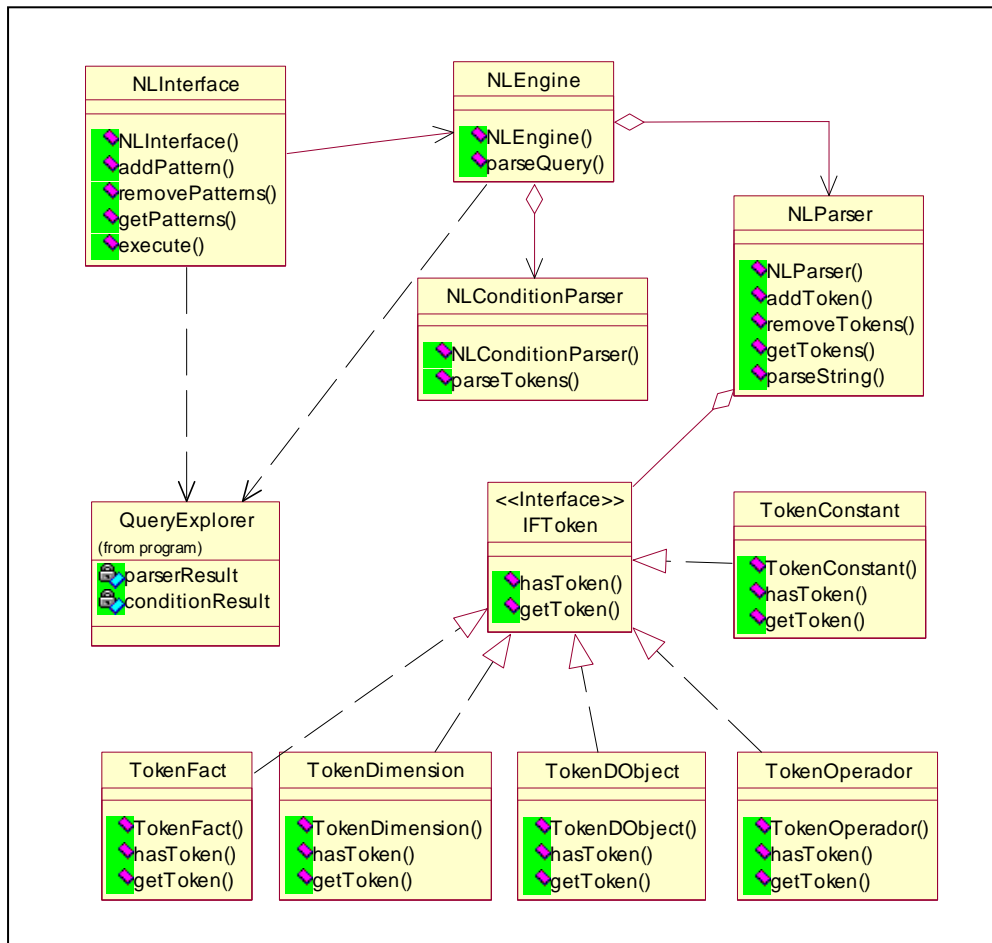 NLInterface
NLInterface()
addPattern()
removePatterns()
getPatterns()
execute()
NLEngine
NLEngine()
parseQuery()
NLParser
NLParser()
addToken()
removeTokens()
getTokens()
parseString()
NLConditionParser
NLConditionParser()
parseTokens()
QueryExplorer
(from program)
parserResult
conditionResult
<<Interface>>
IFToken
hasToken()
getToken()
TokenConstant
TokenConstant()
hasToken()
getToken()
TokenFact
TokenFact()
hasToken()
getToken()
TokenDimension
TokenDimension()
hasToken()
getToken()
TokenDObject
TokenDObject()
hasToken()
getToken()
TokenOperador
TokenOperador()
hasToken()
getToken()